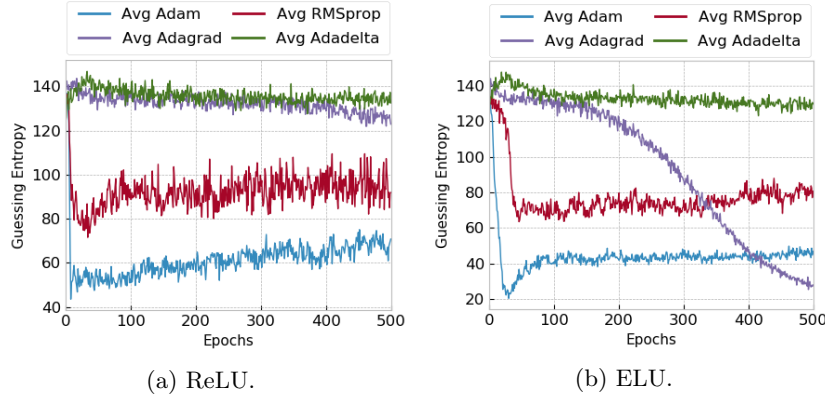 Avg Adam Avg RMSprop
Avg Adagrad Avg Adadelta
140
120
100
80
60
40
Guessing Entropy
0 100 200 300 400 500
Epochs
(a) ReLU.
Avg Adam Avg RMSprop
Avg Adagrad Avg Adadelta
140
120
100
80
60
40
20
Guessing Entropy
0 100 200 300 400 500
Epochs
(b) ELU.